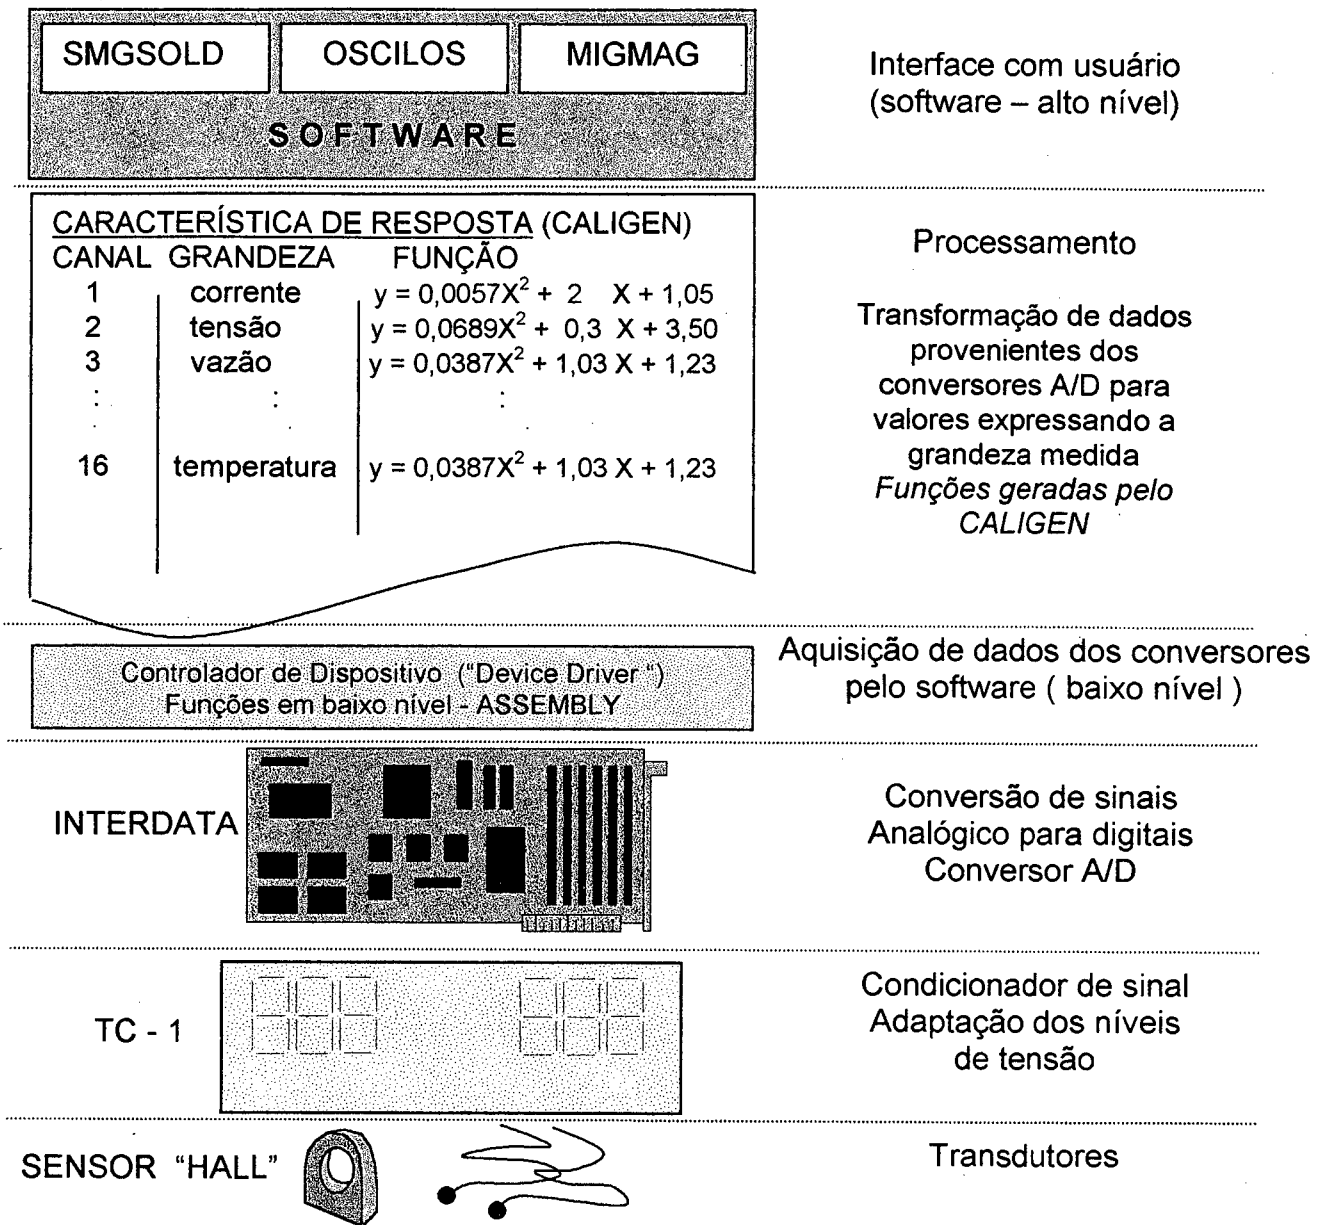 SMGSOLD OSCILOS MIGMAG
SOFTWARE
Interface com usuário
(software – alto nível)
CARACTERÍSTICA DE RESPOSTA (CALIGEN)
CANAL GRANDEZA FUNÇÃO
1 corrente y = 0,0057X² + 2 X + 1,05
2 tensão y = 0,0689X² + 0,3 X + 3,50
3 vazão y = 0,0387X² + 1,03 X + 1,23
: : :
16 temperatura y = 0,0387X² + 1,03 X + 1,23
Processamento
Transformação de dados
provenientes dos
conversores A/D para
valores expressando a
grandeza medida
Funções geradas pelo
CALIGEN
Controlador de Dispositivo ("Device Driver ")
Funções em baixo nível - ASSEMBLY
Aquisição de dados dos conversores
pelo software ( baixo nível )
INTERDATA
Conversão de sinais
Analógico para digitais
Conversor A/D
TC - 1
Condicionador de sinal
Adaptação dos níveis
de tensão
SENSOR "HALL"
Transdutores